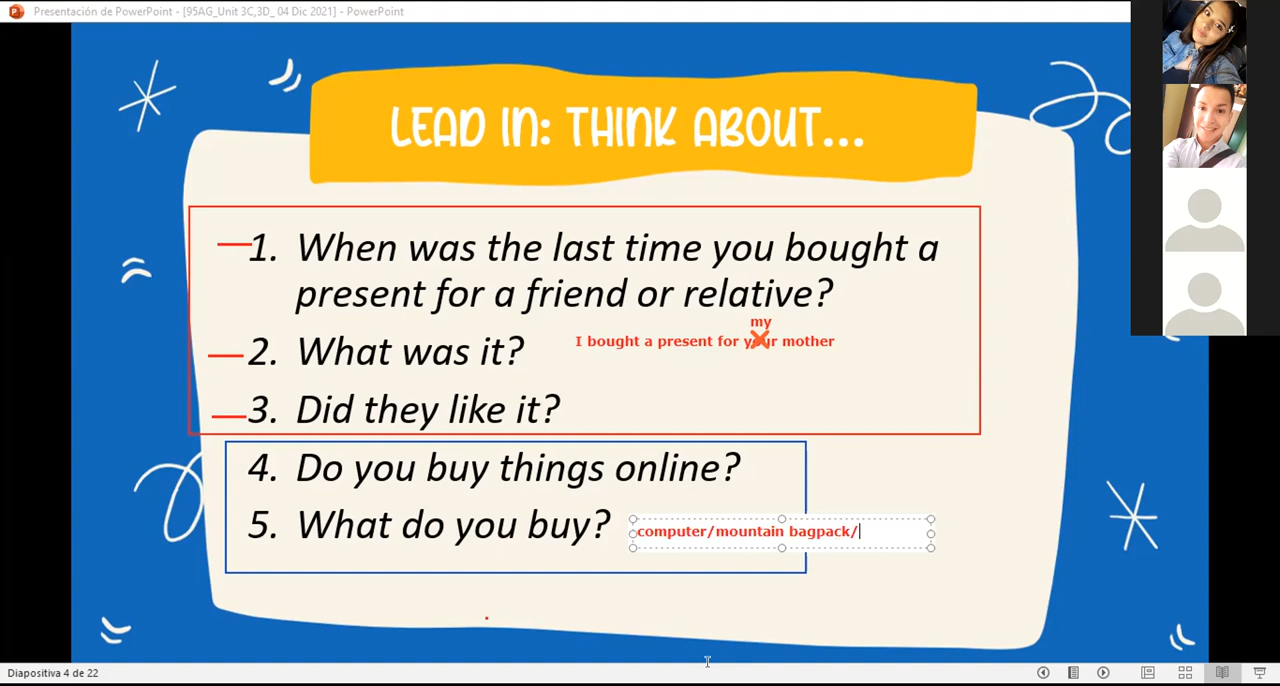 Presentación de PowerPoint - [95AG_Unit 3C,3D_ 04 Dic 2021] - PowerPoint
LEAD IN: THINK ABOUT...
1. When was the last time you bought a
present for a friend or relative?
my
I bought a present for your mother
2. What was it?
3. Did they like it?
4. Do you buy things online?
5. What do you buy?
computer/mountain bagpack/
Diapositiva 4 de 22